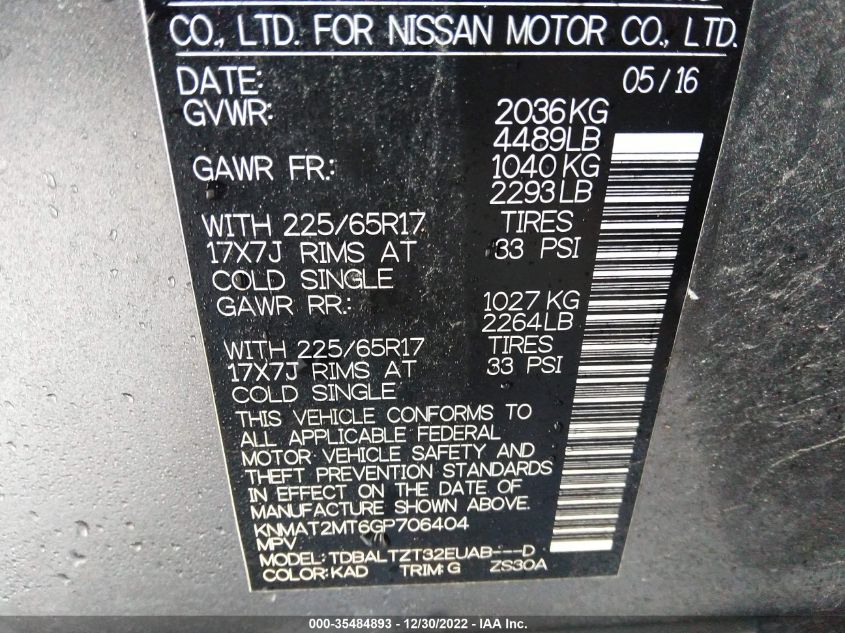 CO., LTD. FOR NISSAN MOTOR CO., LTD.
DATE: 05/16
GVWR: 2036KG
4489LB
GAWR FR.: 1040KG
2293LB
WITH 225/65R17 TIRES
17X7J RIMS AT 33 PSI
COLD SINGLE
GAWR RR.: 1027KG
2264LB
WITH 225/65R17 TIRES
17X7J RIMS AT 33 PSI
COLD SINGLE
THIS VEHICLE CONFORMS TO
ALL APPLICABLE FEDERAL
MOTOR VEHICLE SAFETY AND
THEFT PREVENTION STANDARDS
IN EFFECT ON THE DATE OF
MANUFACTURE SHOWN ABOVE.
KNMAT2MT6GP706404
MPV
MODEL: TDBALTZT32EUAB---D
COLOR: KAD TRIM: G ZS30A
000-35484893 - 12/30/2022 - IAA Inc.